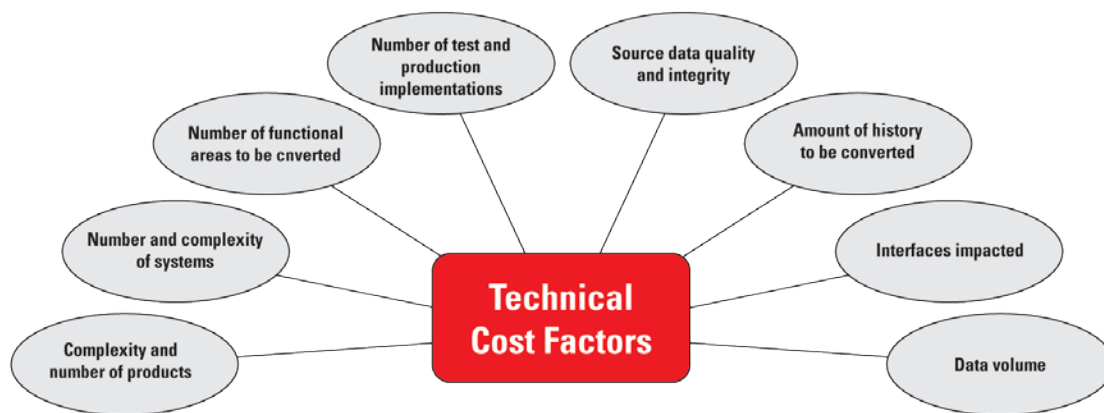 Number of test and
production
implementations
Source data quality
and integrity
Number of functional
areas to be cnverted
Amount of history
to be converted
Number and complexity
of systems
Interfaces impacted
Technical
Cost Factors
Complexity and
number of products
Data volume